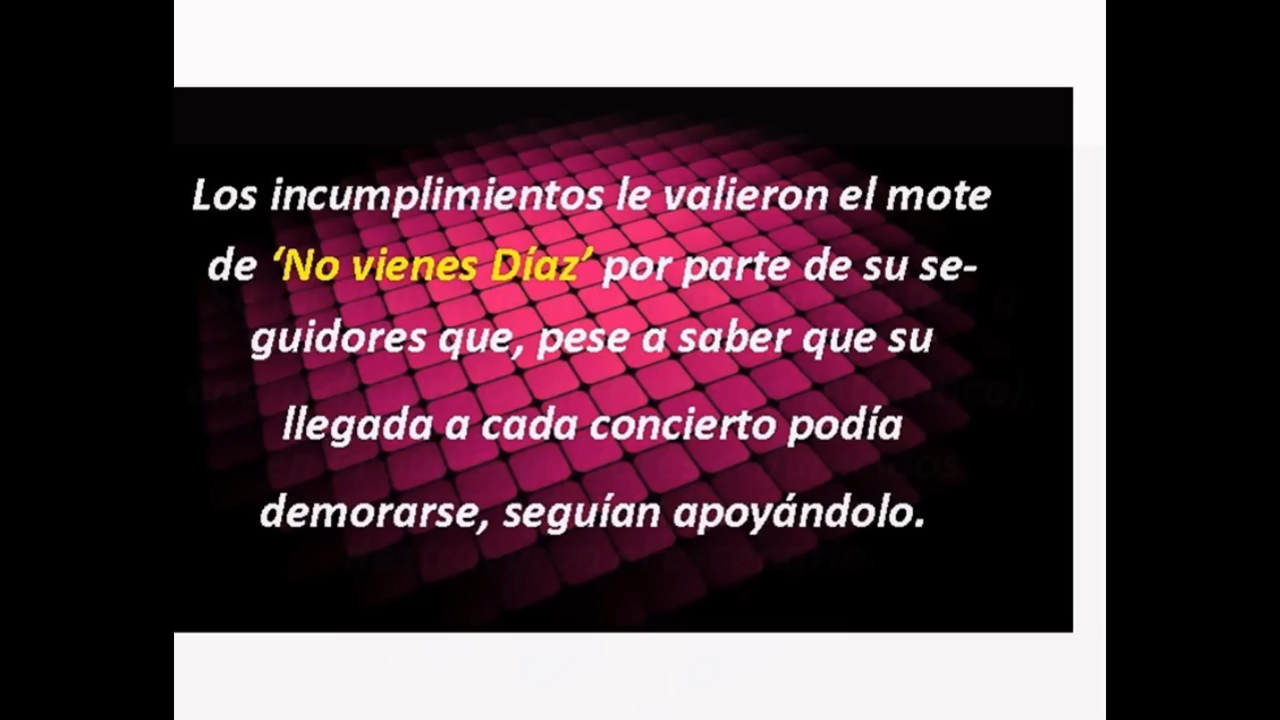 Los incumplimientos le valieron el mote
de ‘No vienes Díaz’ por parte de su se-
guidores que, pese a saber que su
llegada a cada concierto podía
demorarse, seguían apoyándolo.